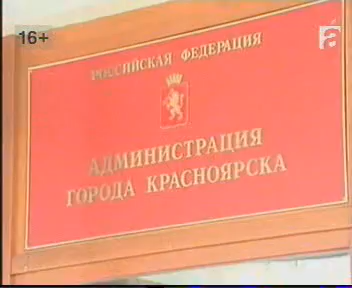 16+
РОССИЙСКАЯ ФЕДЕРАЦИЯ
АДМИНИСТРАЦИЯ
ГОРОДА КРАСНОЯРСКА